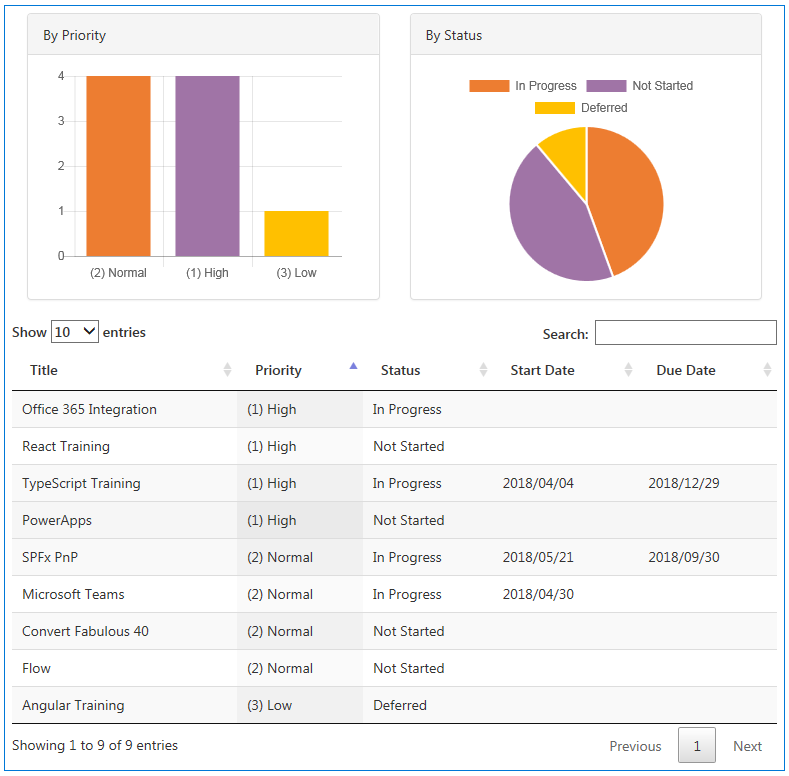 By Priority
4
3
2
1
0
(2) Normal (1) High (3) Low
By Status
In Progress Not Started
Deferred
Show 10 entries Search:
Title Priority Status Start Date Due Date
Office 365 Integration (1) High In Progress
React Training (1) High Not Started
TypeScript Training (1) High In Progress 2018/04/04 2018/12/29
PowerApps (1) High Not Started
SPFx PnP (2) Normal In Progress 2018/05/21 2018/09/30
Microsoft Teams (2) Normal In Progress 2018/04/30
Convert Fabulous 40 (2) Normal Not Started
Flow (2) Normal Not Started
Angular Training (3) Low Deferred
Showing 1 to 9 of 9 entries Previous 1 Next